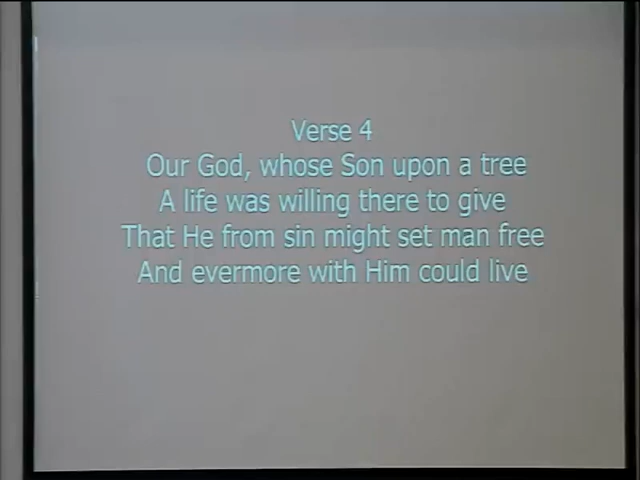 Verse 4
Our God, whose Son upon a tree
A life was willing there to give
That He from sin might set man free
And evermore with Him could live